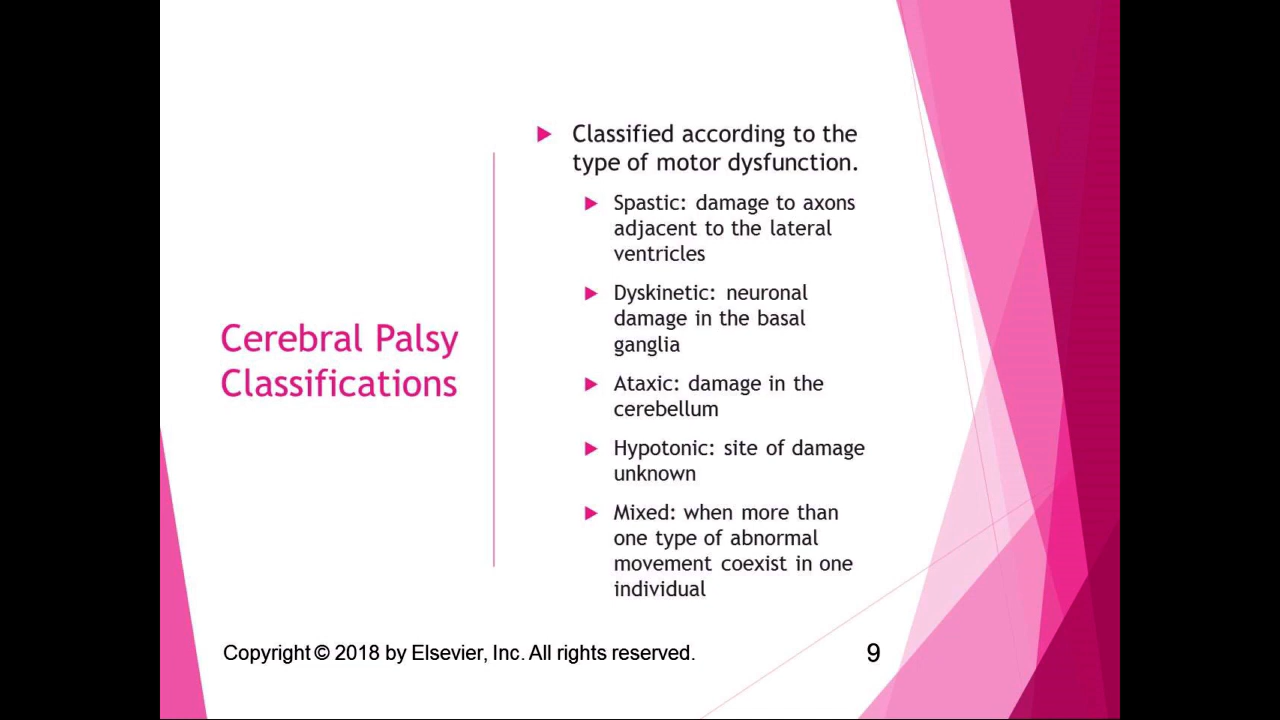 Cerebral Palsy
Classifications
Classified according to the
type of motor dysfunction.
Spastic: damage to axons
adjacent to the lateral
ventricles
Dyskinetic: neuronal
damage in the basal
ganglia
Ataxic: damage in the
cerebellum
Hypotonic: site of damage
unknown
Mixed: when more than
one type of abnormal
movement coexist in one
individual
Copyright © 2018 by Elsevier, Inc. All rights reserved.
9